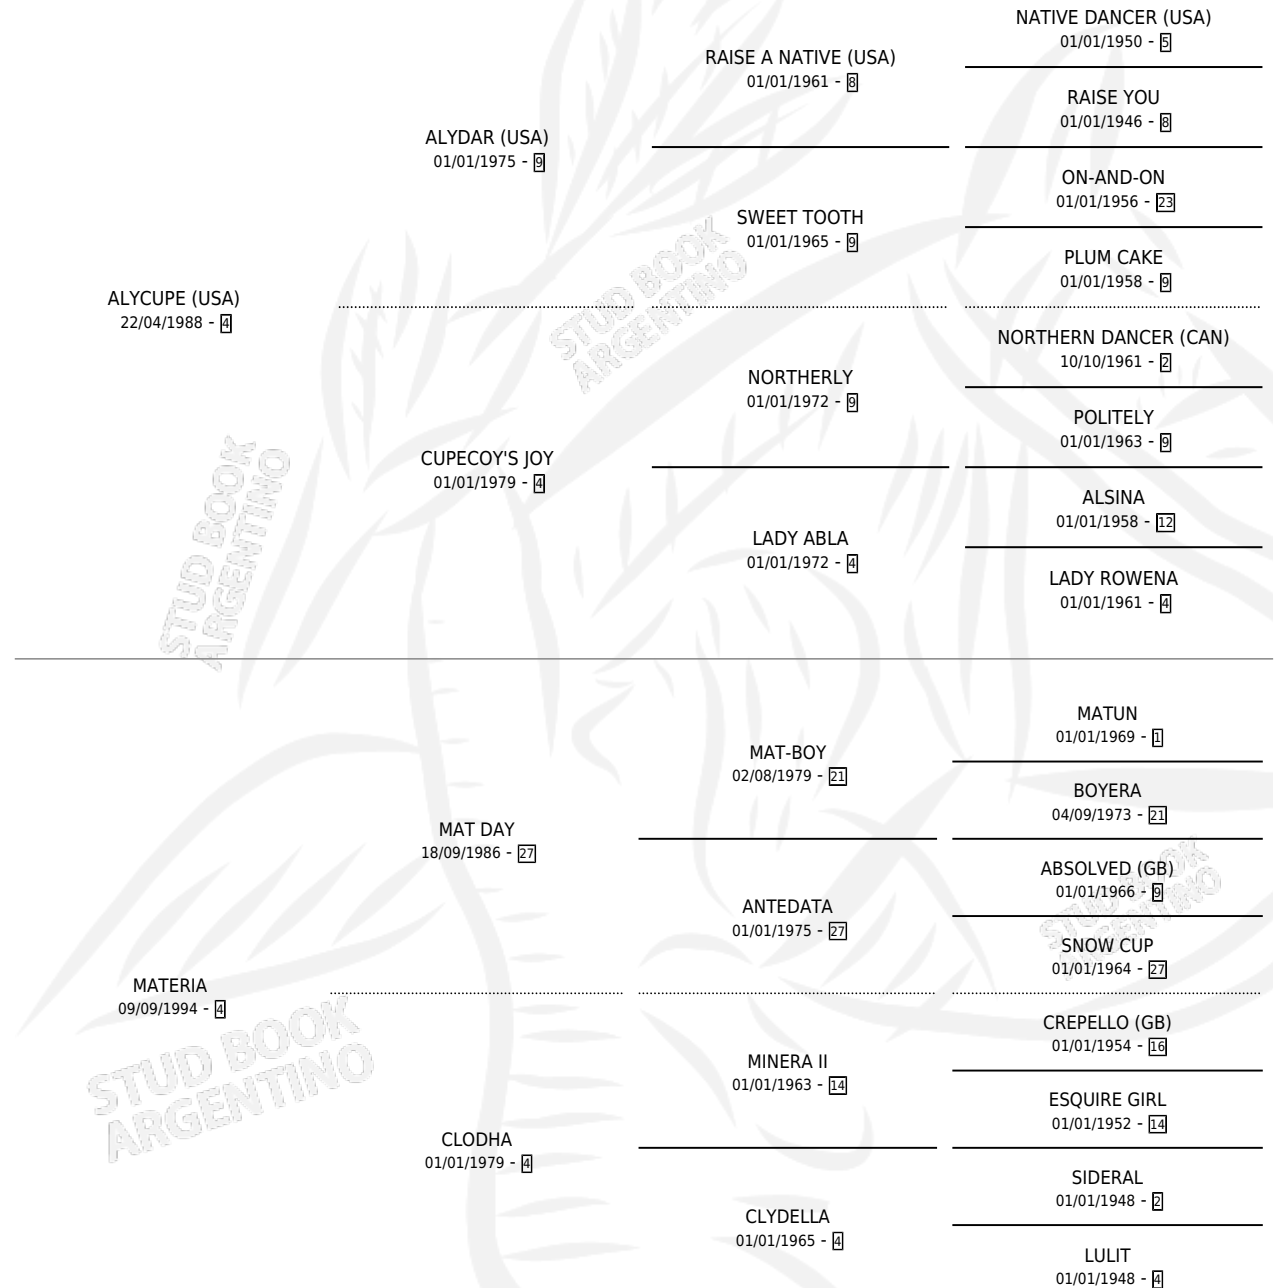 NATIVE DANCER (USA)
01/01/1950 - 5
RAISE A NATIVE (USA)
01/01/1961 - 8
RAISE YOU
01/01/1946 - 8
ALYDAR (USA)
01/01/1975 - 9
ON-AND-ON
01/01/1956 - 23
SWEET TOOTH
01/01/1965 - 9
PLUM CAKE
01/01/1958 - 9
ALYCUPE (USA)
22/04/1988 - 4
NORTHERN DANCER (CAN)
10/10/1961 - 2
NORTHERLY
01/01/1972 - 9
POLITELY
01/01/1963 - 9
CUPECOY'S JOY
01/01/1979 - 4
ALSINA
01/01/1958 - 12
LADY ABLA
01/01/1972 - 4
LADY ROWENA
01/01/1961 - 4
MATUN
01/01/1969 - 1
MAT-BOY
02/08/1979 - 21
BOYERA
04/09/1973 - 21
MAT DAY
18/09/1986 - 27
ABSOLVED (GB)
01/01/1966 - 9
ANTEDATA
01/01/1975 - 27
SNOW CUP
01/01/1964 - 27
MATERIA
09/09/1994 - 4
CREPELLO (GB)
01/01/1954 - 16
MINERA II
01/01/1963 - 14
ESQUIRE GIRL
01/01/1952 - 14
CLODHA
01/01/1979 - 4
SIDERAL
01/01/1948 - 2
CLYDELLA
01/01/1965 - 4
LULIT
01/01/1948 - 4
STUD BOOK
ARGENTINO
STUD BOOK
ARGENTINO
STUD BOOK
ARGENTINO
STUD BOOK
ARGENTINO